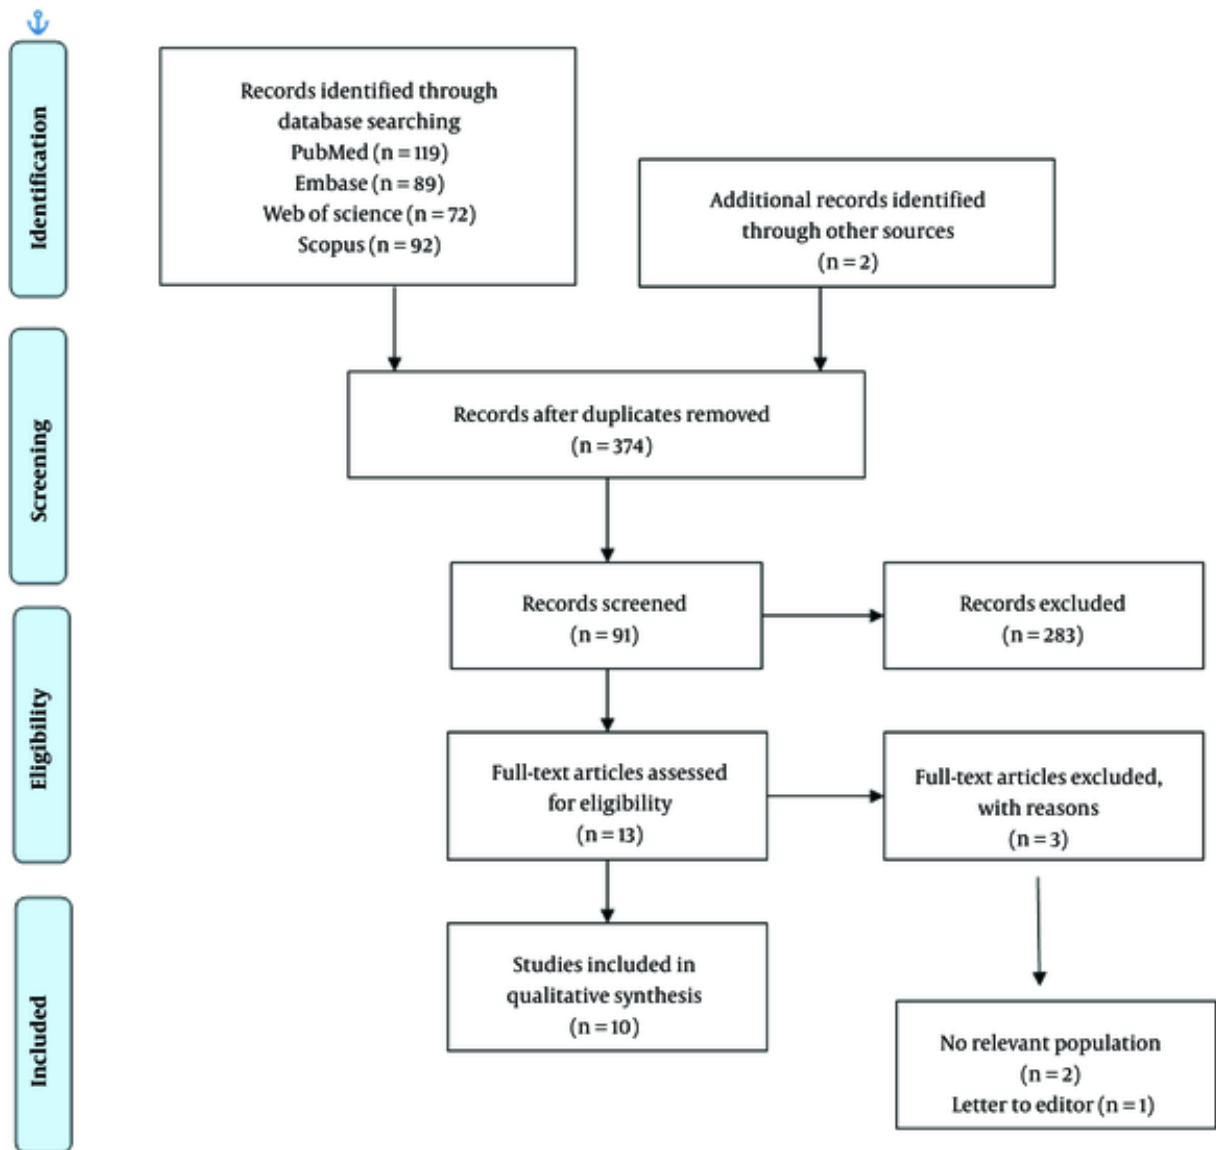 Identification
Records identified through
database searching
PubMed (n = 119)
Embase (n = 89)
Web of science (n = 72)
Scopus (n = 92)
Additional records identified
through other sources
(n = 2)
Screening
Records after duplicates removed
(n = 374)
Records screened
(n = 91)
Records excluded
(n = 283)
Eligibility
Full-text articles assessed
for eligibility
(n = 13)
Full-text articles excluded,
with reasons
(n = 3)
Included
Studies included in
qualitative synthesis
(n = 10)
No relevant population
(n = 2)
Letter to editor (n = 1)